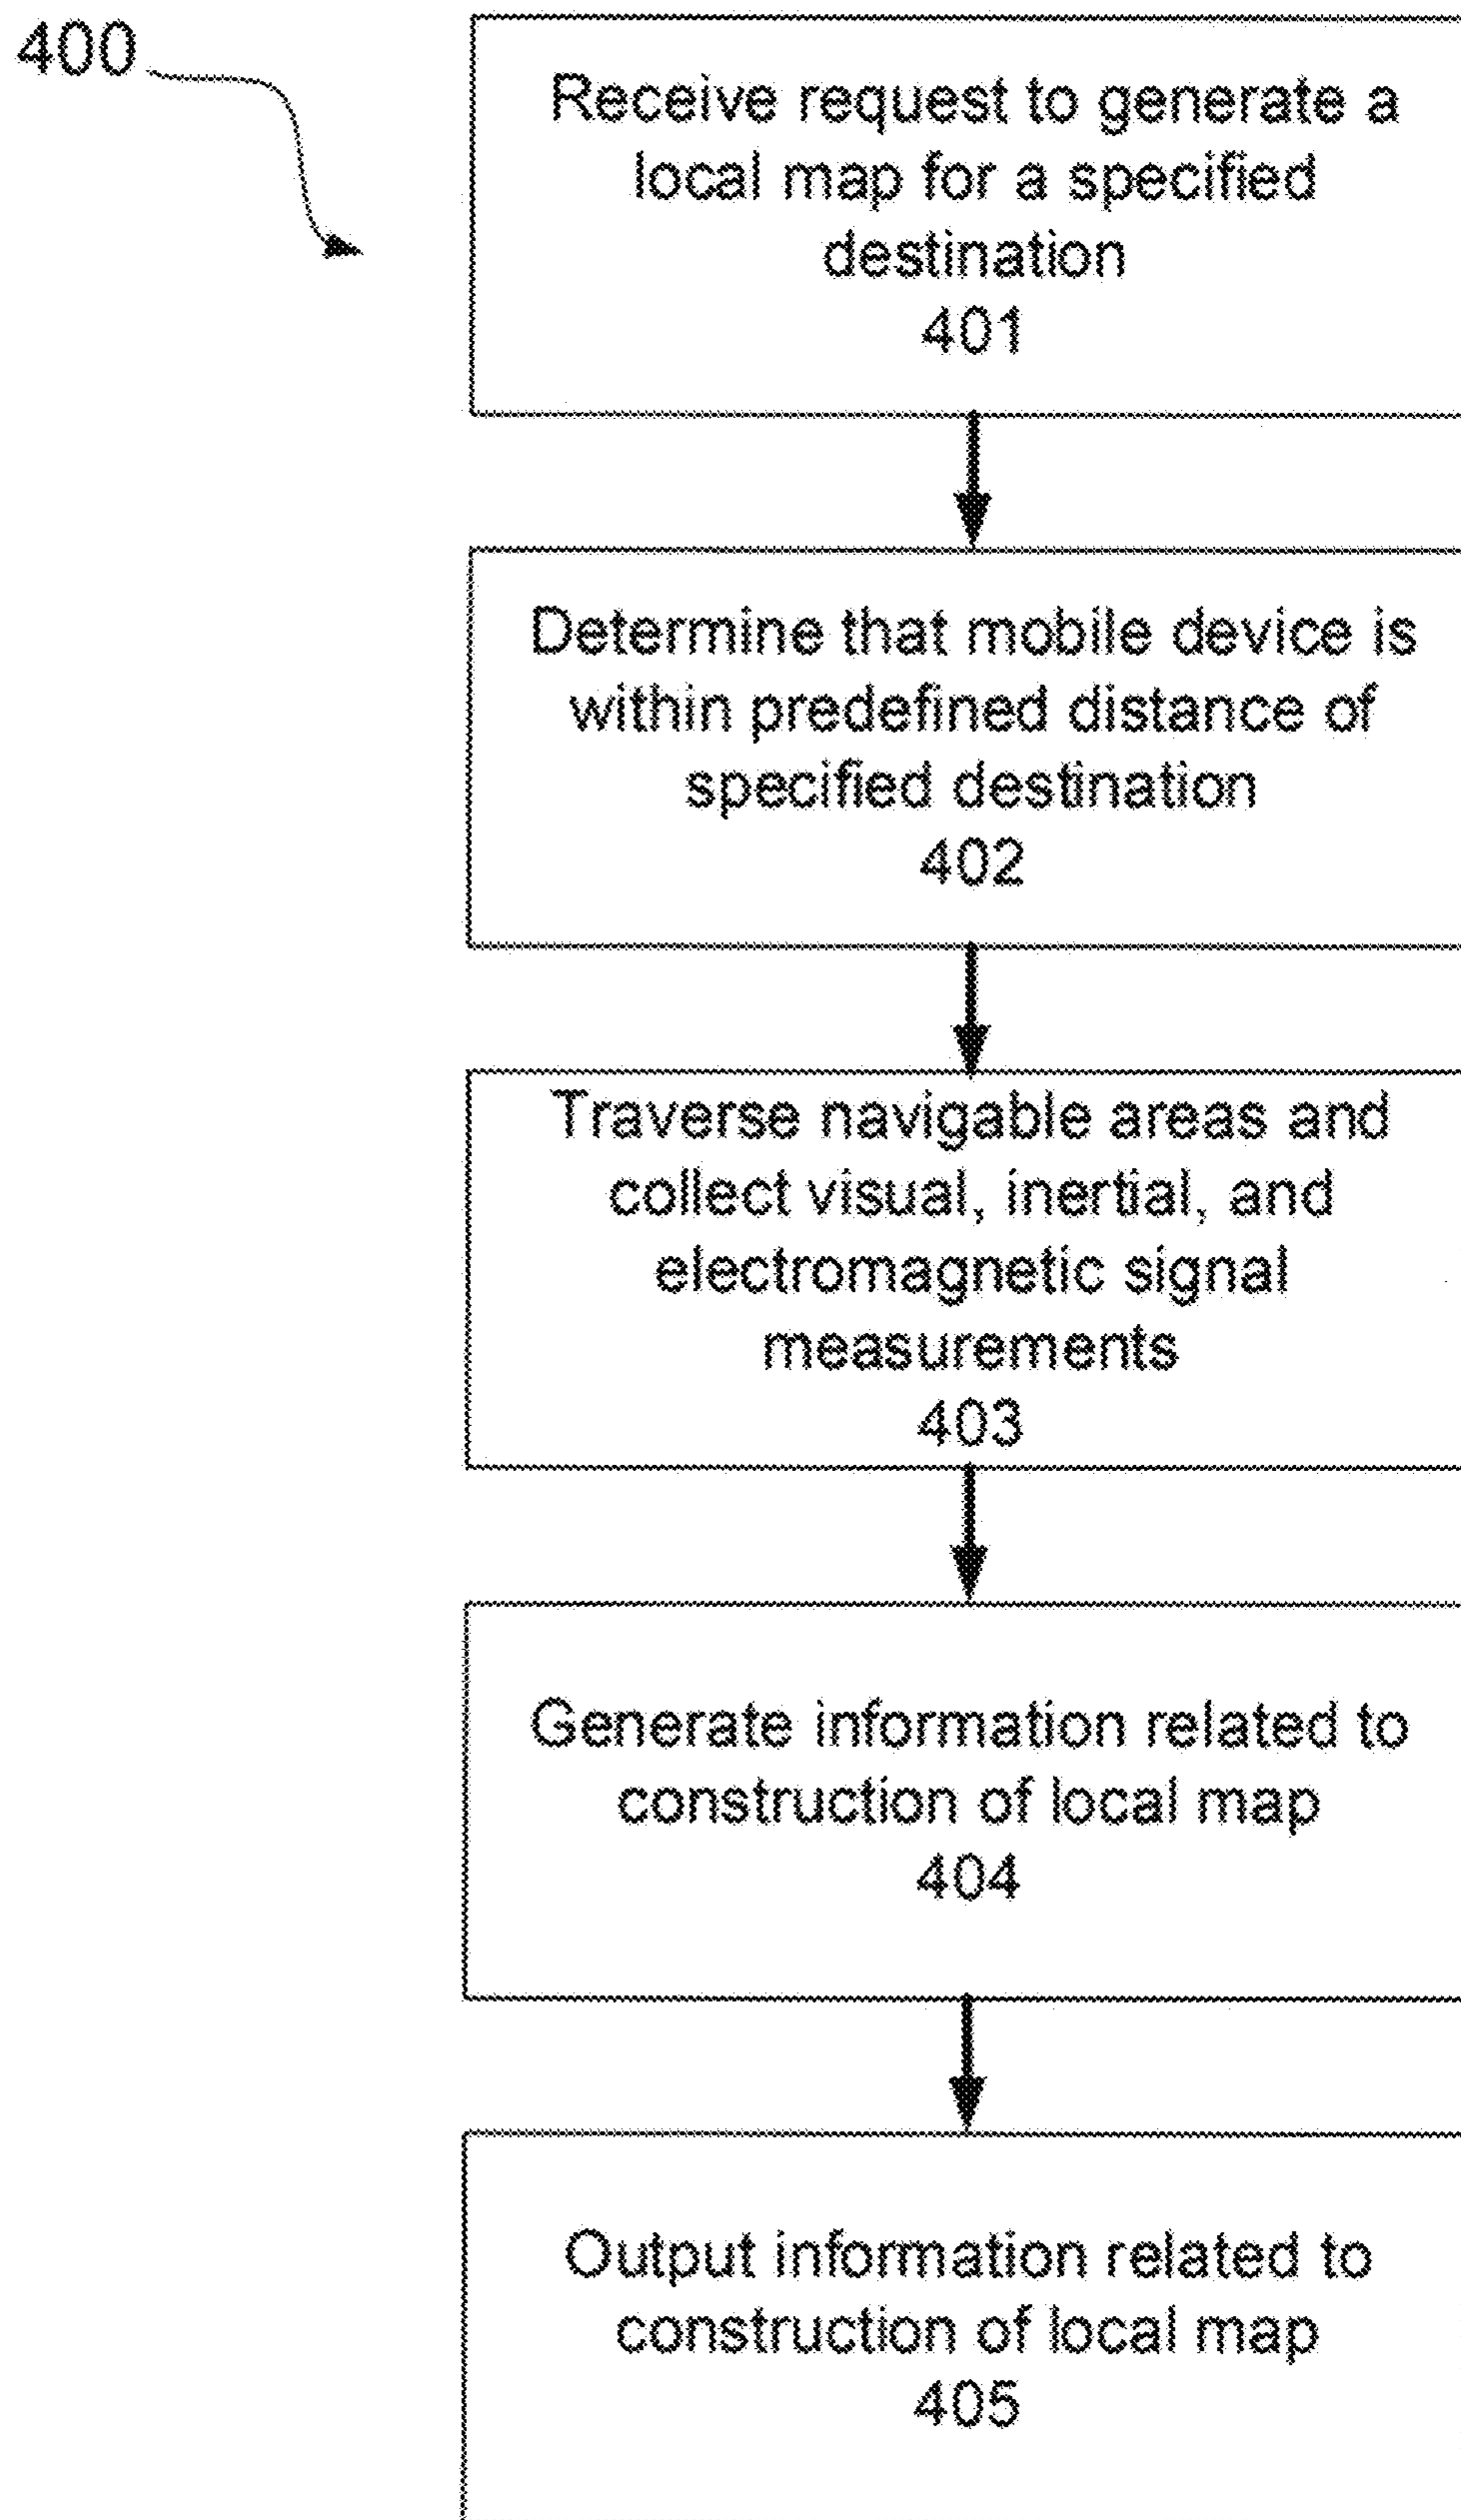 400
Receive request to generate a
local map for a specified
destination
401
Determine that mobile device is
within predefined distance of
specified destination
402
Traverse navigable areas and
collect visual, inertial, and
electromagnetic signal
measurements
403
Generate information related to
construction of local map
404
Output information related to
construction of local map
405